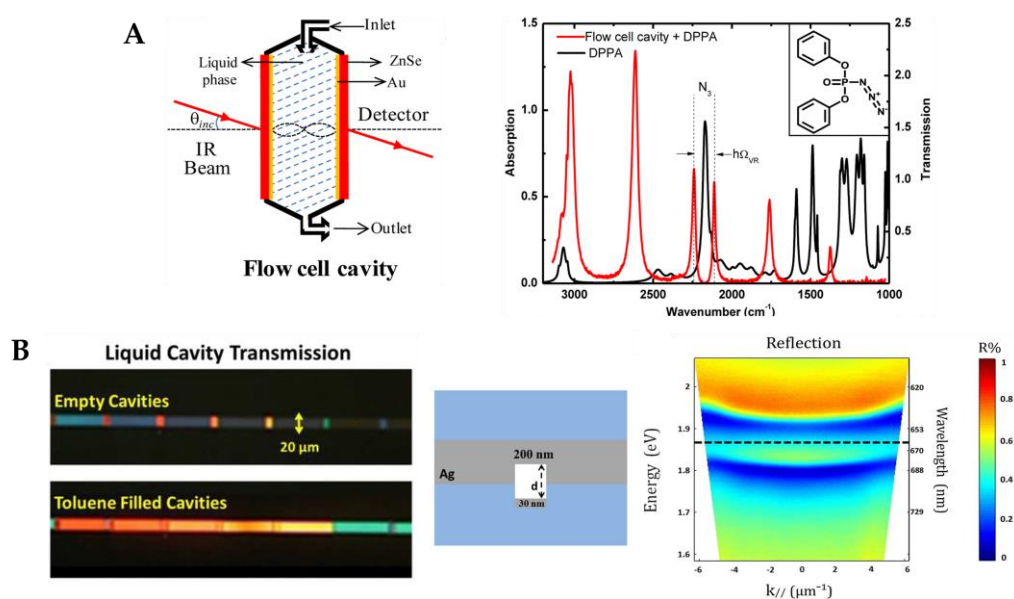 A
Inlet
Liquid
phase
ZnSe
Au
θinc
IR
Beam
Detector
Outlet
Flow cell cavity
Flow cell cavity + DPPA
DPPA
N3
hΩVR
O=P-N
O
O
N+
N-
Absorption
1.5
1.0
0.5
0.0
Transmission
2.5
2.0
1.5
1.0
0.5
0.0
3000 2500 2000 1500 1000
Wavenumber (cm-1)
B
Liquid Cavity Transmission
Empty Cavities
20 μm
Toluene Filled Cavities
Ag
200 nm
d
30 nm
Reflection
R%
Energy (eV)
2
1.9
1.8
1.7
1.6
620
653
670
688
729
Wavelength (nm)
-6 -4 -2 0 2 4 6
k// (μm-1)
1
0.8
0.6
0.4
0.2
0